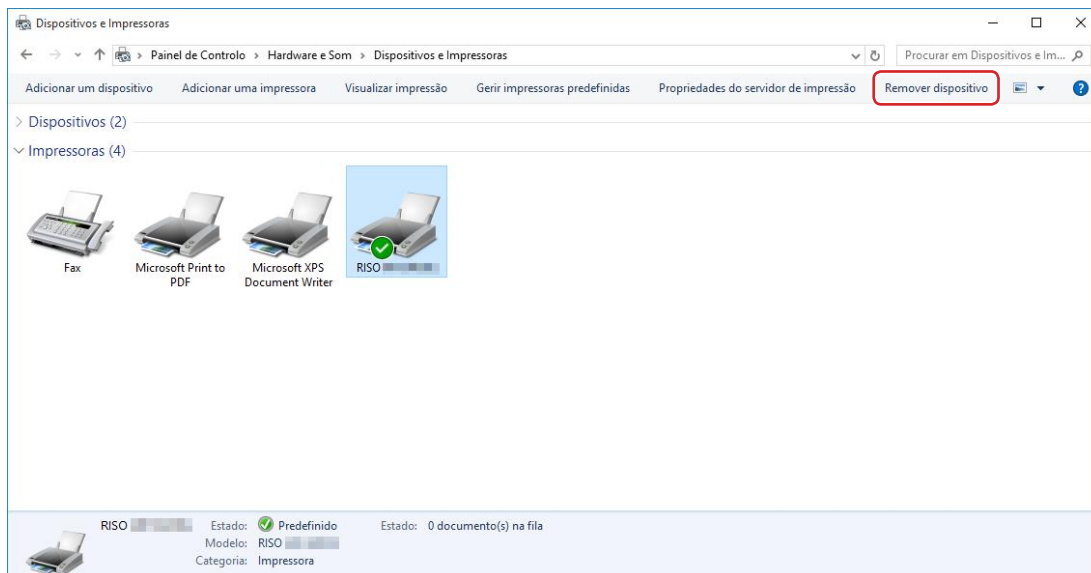 Dispositivos e Impressoras
Painel de Controlo > Hardware e Som > Dispositivos e Impressoras
Procurar em Dispositivos e Im...
Adicionar um dispositivo
Adicionar uma impressora
Visualizar impressão
Gerir impressoras predefinidas
Propriedades do servidor de impressão
Remover dispositivo
Dispositivos (2)
Impressoras (4)
Fax
Microsoft Print to
PDF
Microsoft XPS
Document Writer
RISO
RISO
Estado: Predefinido
Estado: 0 documento(s) na fila
Modelo: RISO
Categoria: Impressora